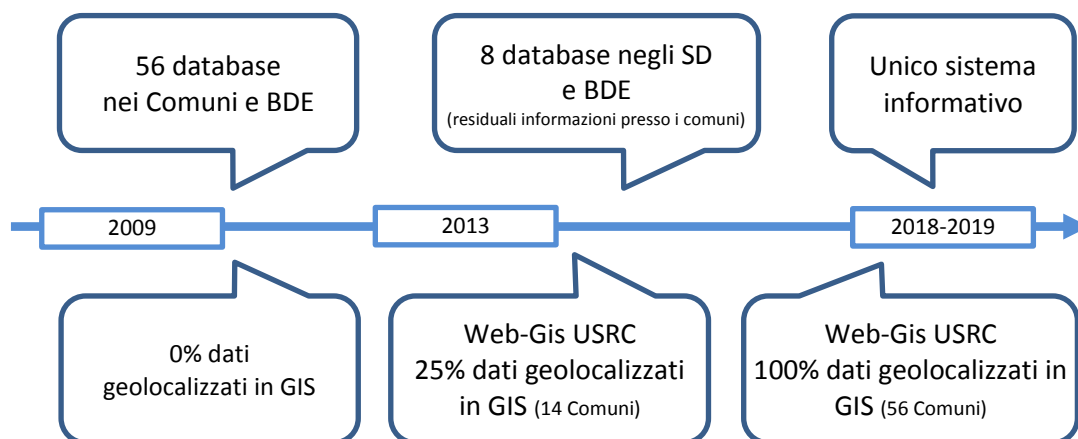 56 database
nei Comuni e BDE
8 database negli SD
e BDE
(residuali informazioni presso i comuni)
Unico sistema
informativo
2009
2013
2018-2019
0% dati
geolocalizzati in GIS
Web-Gis USRC
25% dati geolocalizzati
in GIS (14 Comuni)
Web-Gis USRC
100% dati geolocalizzati in
GIS (56 Comuni)